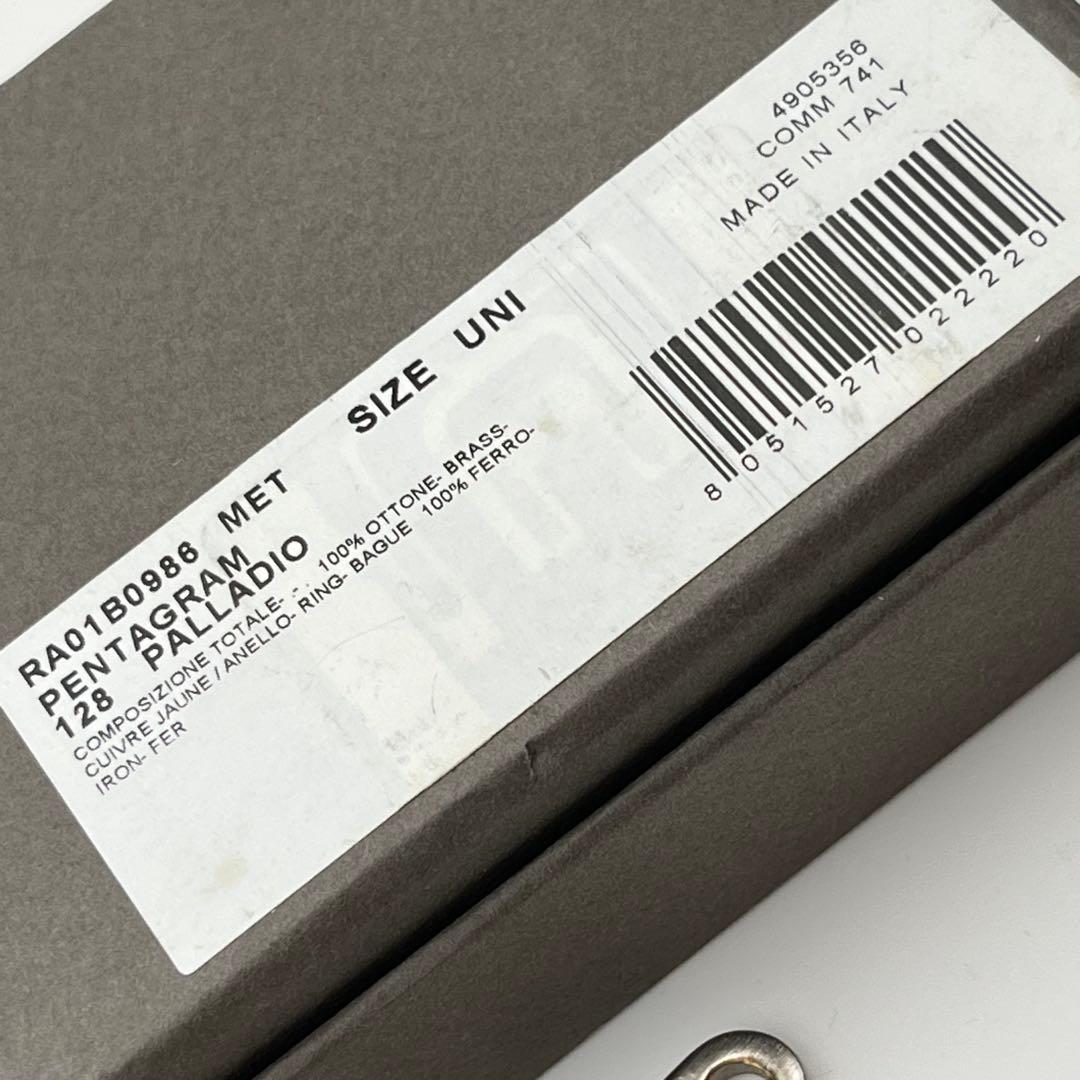 RA01B0986 MET SIZE UNI
PENTAGRAM
128 PALLADIO
COMPOSIZIONE TOTALE- - . 100% OTTONE- BRASS-
CUIVRE JAUNE / ANELLO- RING- BAGUE 100% FERRO-
IRON- FER
4905356
COMM 741
MADE IN ITALY
8 051527 022220